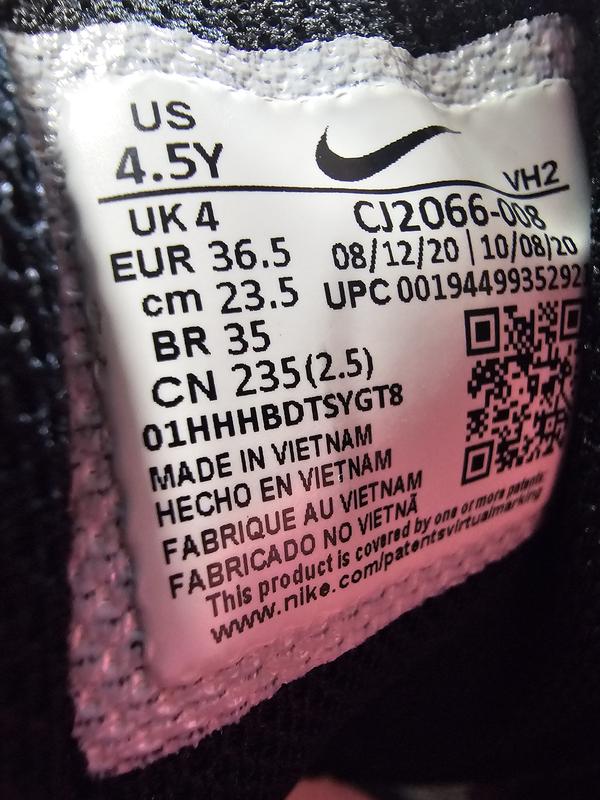 US
4.5Y
VH2
UK 4
CJ2066-008
EUR 36.5
08/12/20 | 10/08/20
cm 23.5
UPC 00194499352921
BR 35
CN 235(2.5)
01HHHBDTSYGT8
MADE IN VIETNAM
HECHO EN VIETNAM
FABRIQUE AU VIETNAM
FABRICADO NO VIETNÃ
This product is covered by one or more patents.
www.nike.com/patentsvirtualmarking